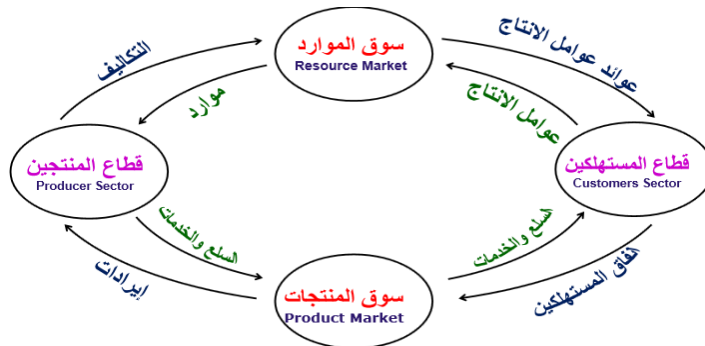 سوق الموارد
Resource Market
التكاليف
عوائد عوامل الانتاج
موارد
عوامل الانتاج
قطاع المنتجين
Producer Sector
قطاع المستهلكين
Customers Sector
السلع والخدمات
السلع والخدمات
إيرادات
انفاق المستهلكين
سوق المنتجات
Product Market